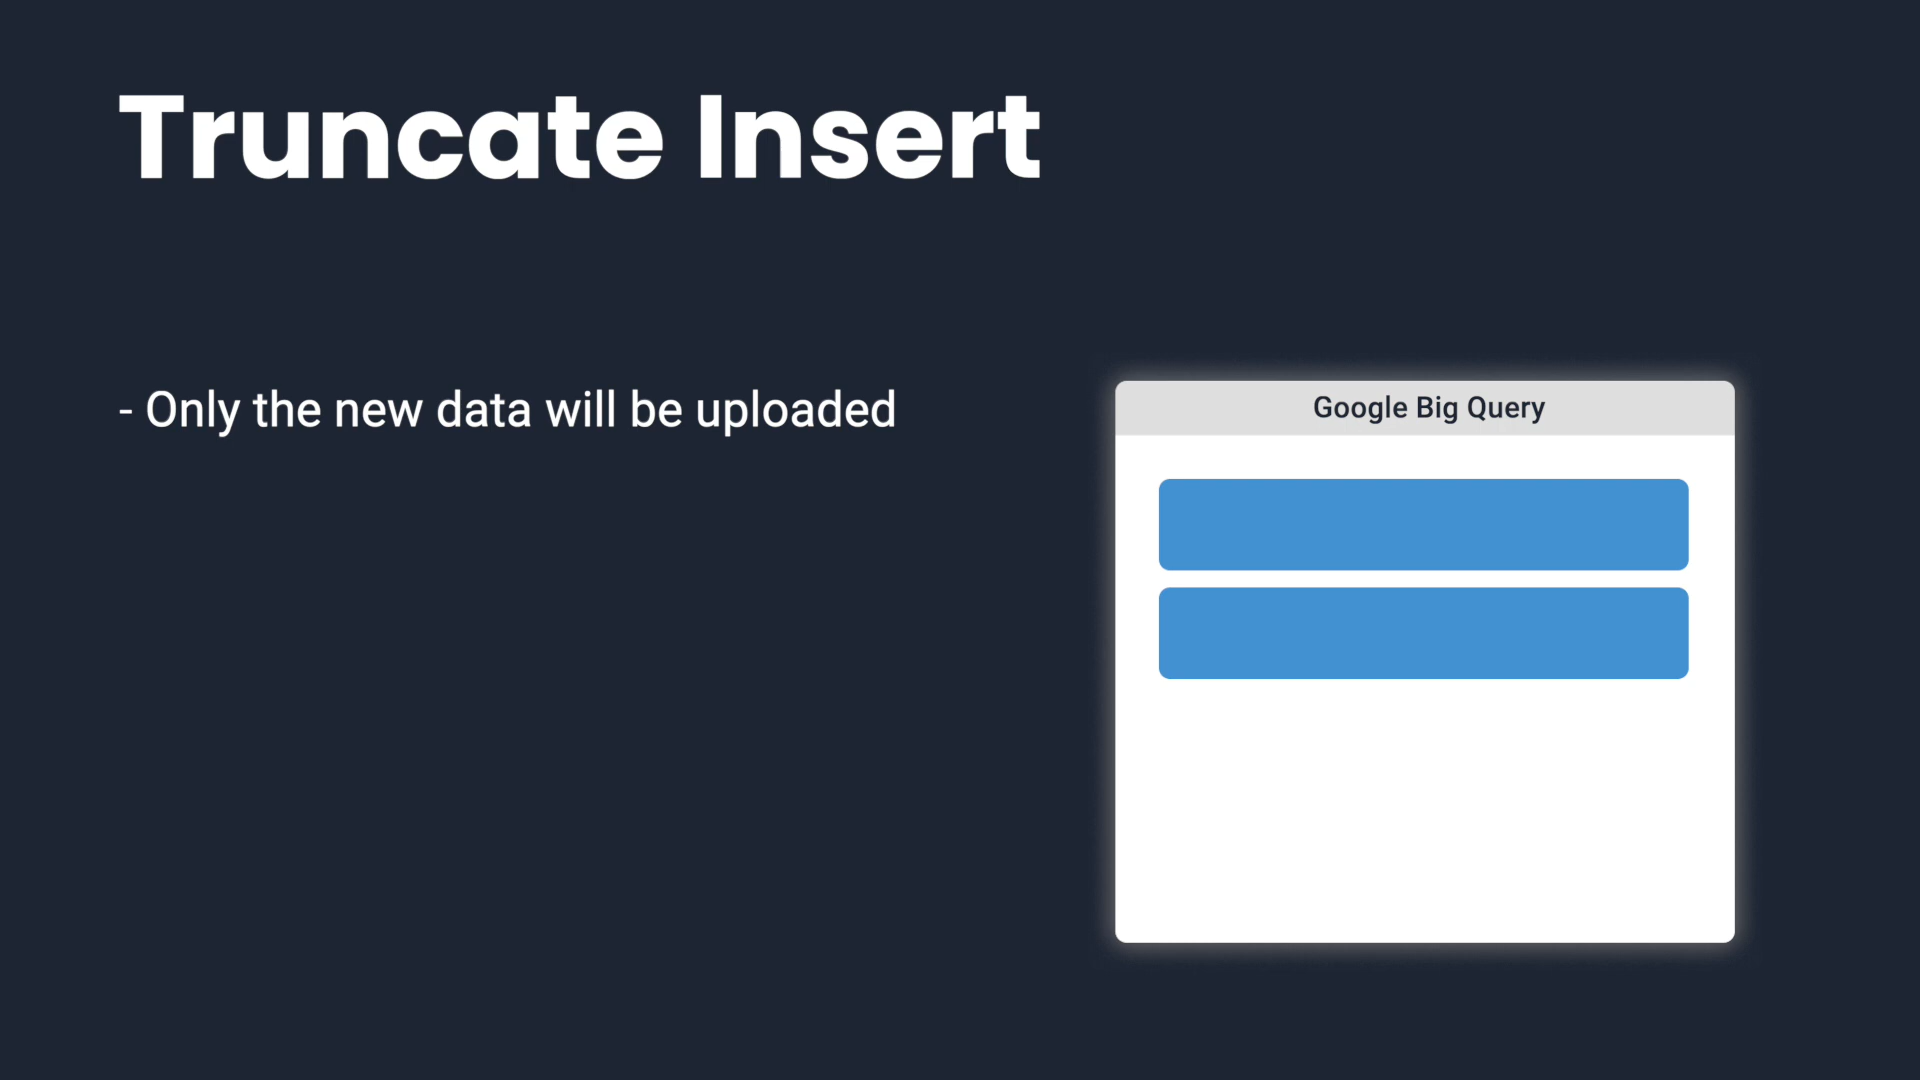 Truncate Insert
- Only the new data will be uploaded
Google Big Query